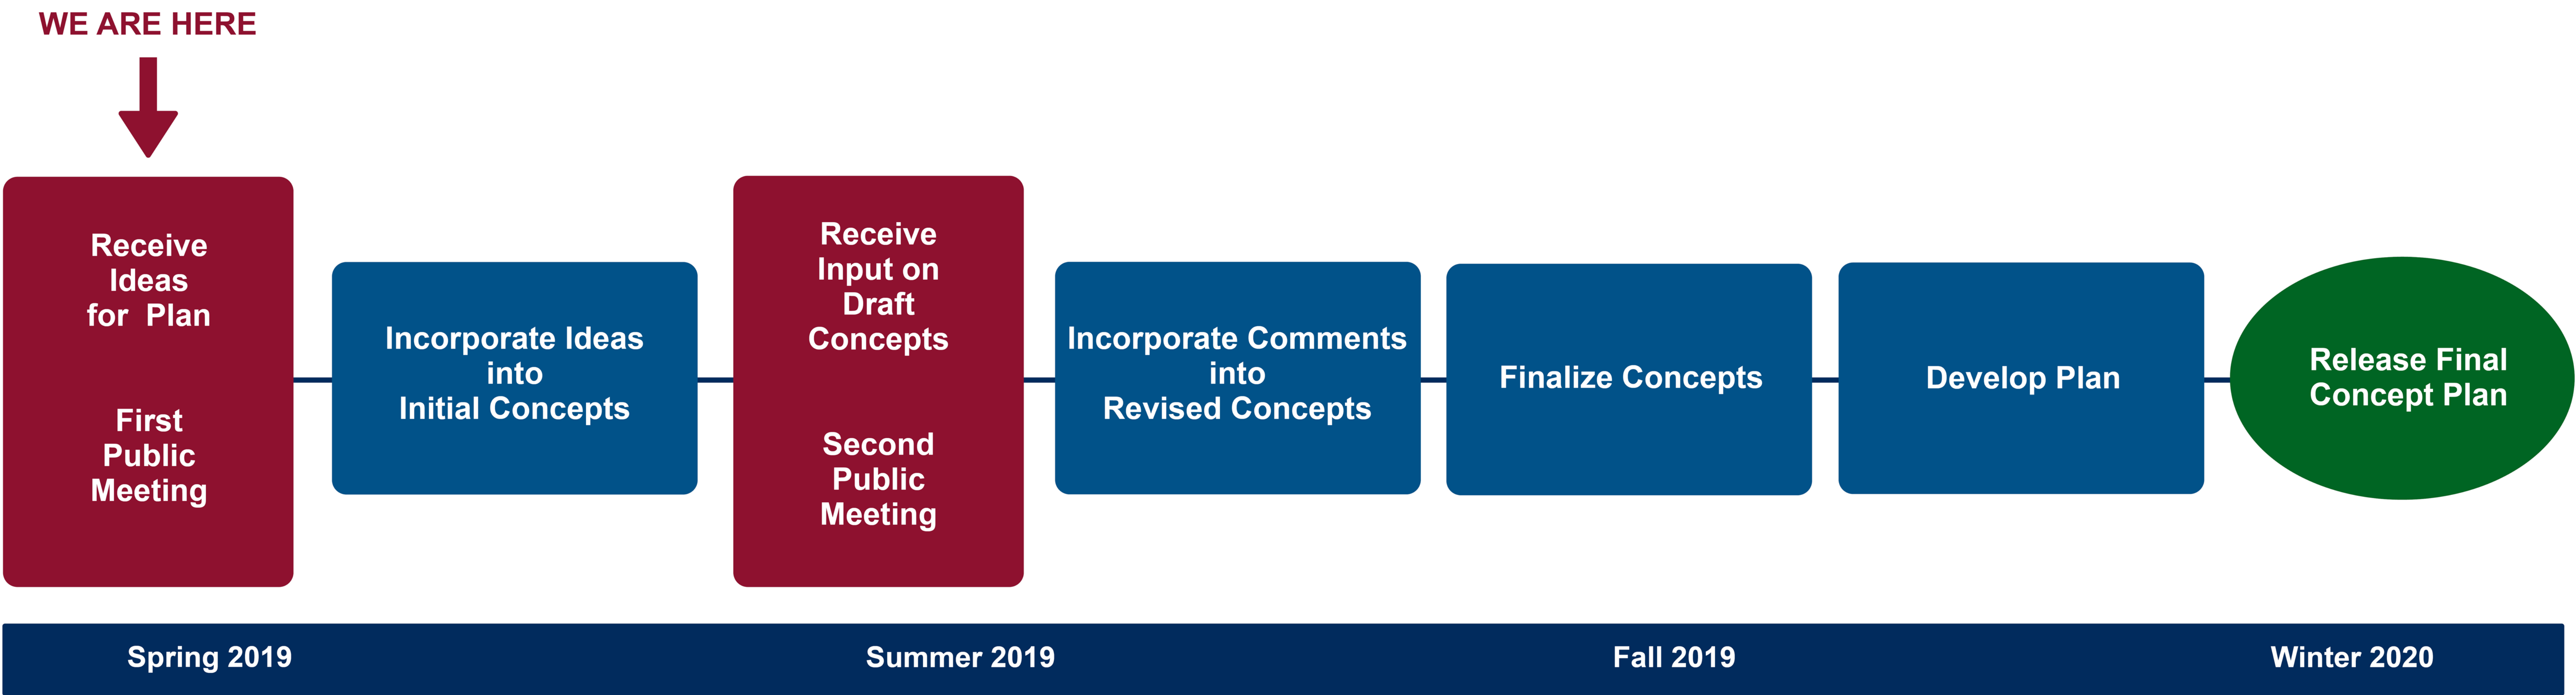 WE ARE HERE
Receive
Ideas
for Plan
First
Public
Meeting
Incorporate Ideas
into
Initial Concepts
Receive
Input on
Draft
Concepts
Second
Public
Meeting
Incorporate Comments
into
Revised Concepts
Finalize Concepts
Develop Plan
Release Final
Concept Plan
Spring 2019
Summer 2019
Fall 2019
Winter 2020